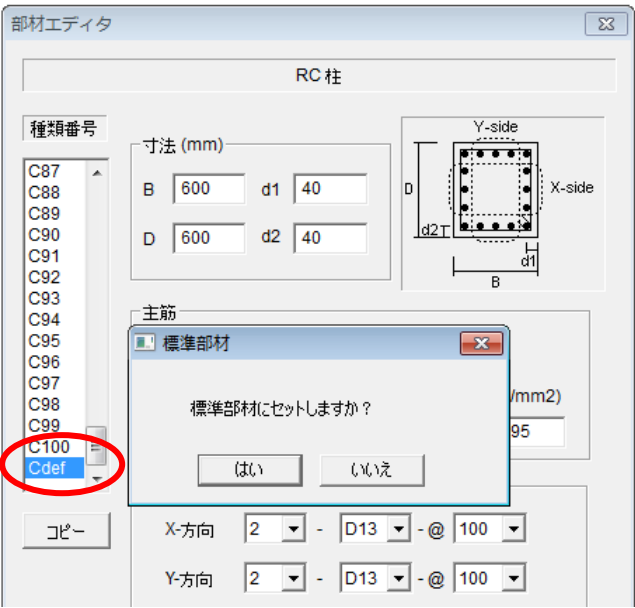 部材エディタ
RC 柱
種類番号
C87
C88
C89
C90
C91
C92
C93
C94
C95
C96
C97
C98
C99
C100
Cdef
コピー
寸法 (mm)
B 600 d1 40
D 600 d2 40
Y-side
D
X-side
d2
d1
B
主筋
/mm2)
95
標準部材
標準部材にセットしますか？
はい いいえ
X-方向 2 - D13 - @ 100
Y-方向 2 - D13 - @ 100